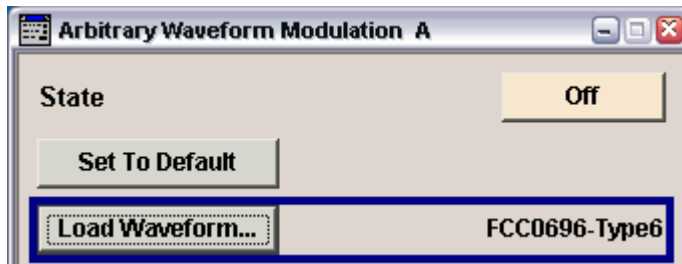 Arbitrary Waveform Modulation A
State Off
Set To Default
Load Waveform... FCC0696-Type6